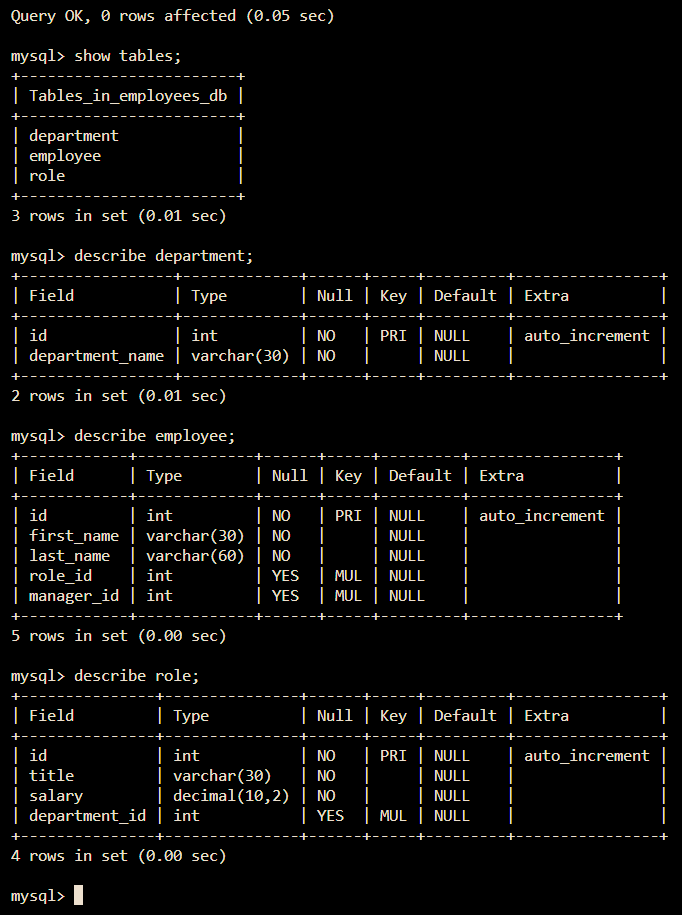 Query OK, 0 rows affected (0.05 sec)

mysql> show tables;
+------------------------+
| Tables_in_employees_db |
+------------------------+
| department             |
| employee               |
| role                   |
+------------------------+
3 rows in set (0.01 sec)

mysql> describe department;
+-----------------+-------------+------+-----+---------+----------------+
| Field           | Type        | Null | Key | Default | Extra          |
+-----------------+-------------+------+-----+---------+----------------+
| id              | int         | NO   | PRI | NULL    | auto_increment |
| department_name | varchar(30) | NO   |     | NULL    |                |
+-----------------+-------------+------+-----+---------+----------------+
2 rows in set (0.01 sec)

mysql> describe employee;
+------------+-------------+------+-----+---------+----------------+
| Field      | Type        | Null | Key | Default | Extra          |
+------------+-------------+------+-----+---------+----------------+
| id         | int         | NO   | PRI | NULL    | auto_increment |
| first_name | varchar(30) | NO   |     | NULL    |                |
| last_name  | varchar(60) | NO   |     | NULL    |                |
| role_id    | int         | YES  | MUL | NULL    |                |
| manager_id | int         | YES  | MUL | NULL    |                |
+------------+-------------+------+-----+---------+----------------+
5 rows in set (0.00 sec)

mysql> describe role;
+---------------+---------------+------+-----+---------+----------------+
| Field         | Type          | Null | Key | Default | Extra          |
+---------------+---------------+------+-----+---------+----------------+
| id            | int           | NO   | PRI | NULL    | auto_increment |
| title         | varchar(30)   | NO   |     | NULL    |                |
| salary        | decimal(10,2) | NO   |     | NULL    |                |
| department_id | int           | YES  | MUL | NULL    |                |
+---------------+---------------+------+-----+---------+----------------+
4 rows in set (0.00 sec)

mysql>